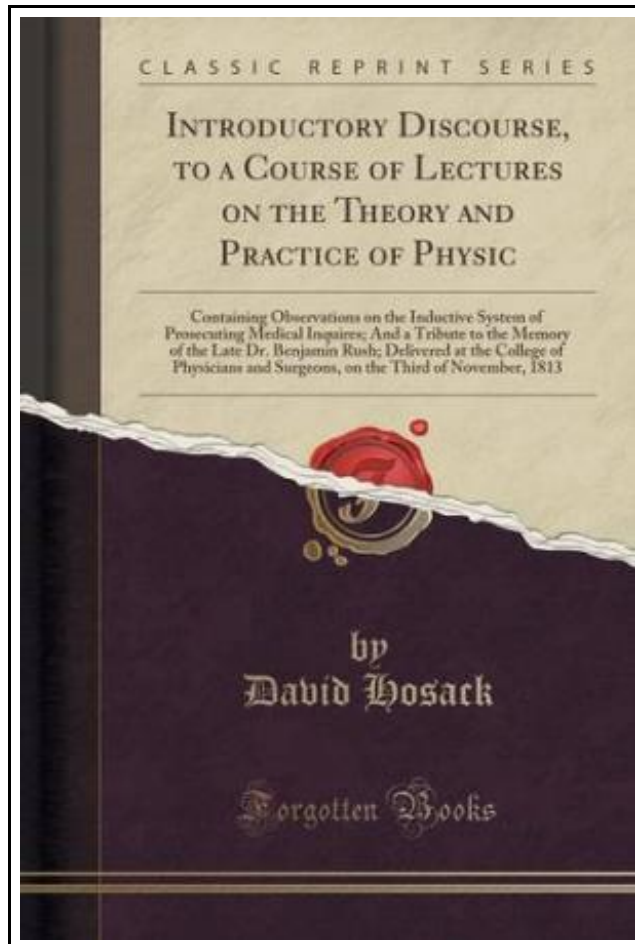 CLASSIC REPRINT SERIES
INTRODUCTORY DISCOURSE,
TO A COURSE OF LECTURES
ON THE THEORY AND
PRACTICE OF PHYSIC
Containing Observations on the Inductive System of
Prosecuting Medical Inquires; And a Tribute to the Memory
of the Late Dr. Benjamin Rush; Delivered at the College of
Physicians and Surgeons, on the Third of November, 1813
by
David Hosack
Forgotten Books